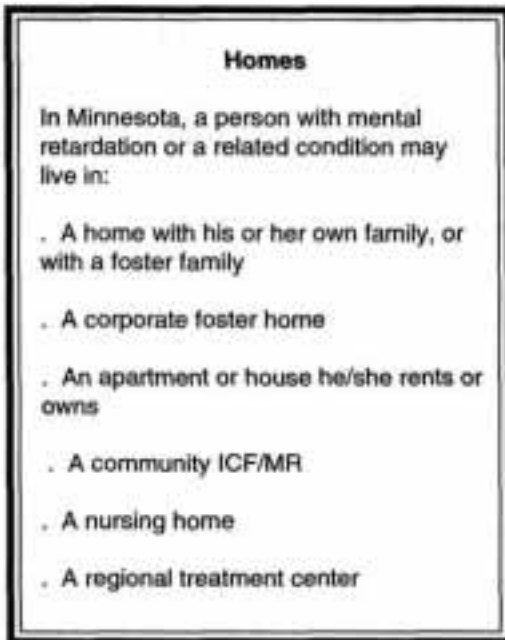 Homes
In Minnesota, a person with mental
retardation or a related condition may
live in:
. A home with his or her own family, or
with a foster family
. A corporate foster home
. An apartment or house he/she rents or
owns
. A community ICF/MR
. A nursing home
. A regional treatment center